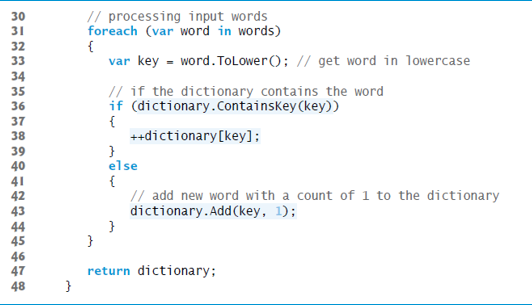 30 // processing input words
31 foreach (var word in words)
32 {
33 var key = word.ToLower(); // get word in lowercase
34
35 // if the dictionary contains the word
36 if (dictionary.ContainsKey(key))
37 {
38 ++dictionary[key];
39 }
40 else
41 {
42 // add new word with a count of 1 to the dictionary
43 dictionary.Add(key, 1);
44 }
45 }
46
47 return dictionary;
48 }